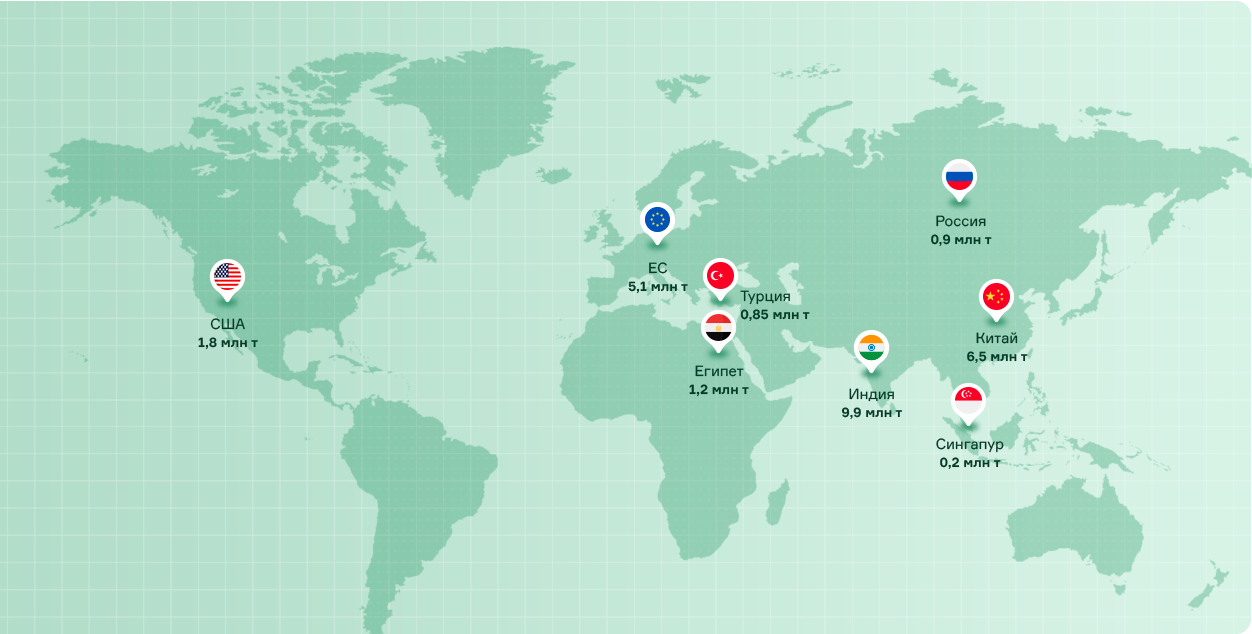 Россия
0,9 млн т
ЕС
5,1 млн т
Турция
0,85 млн т
США
1,8 млн т
Китай
6,5 млн т
Египет
1,2 млн т
Индия
9,9 млн т
Сингапур
0,2 млн т